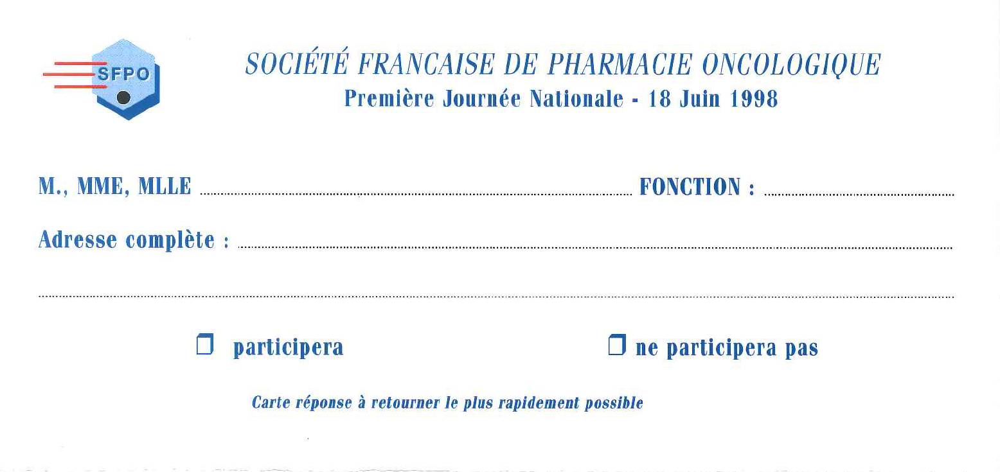 SFPO
SOCIÉTÉ FRANCAISE DE PHARMACIE ONCOLOGIQUE
Première Journée Nationale - 18 Juin 1998
M., MME, MLLE ........ FONCTION : ........
Adresse complète : ........
❒ participera ❒ ne participera pas
Carte réponse à retourner le plus rapidement possible